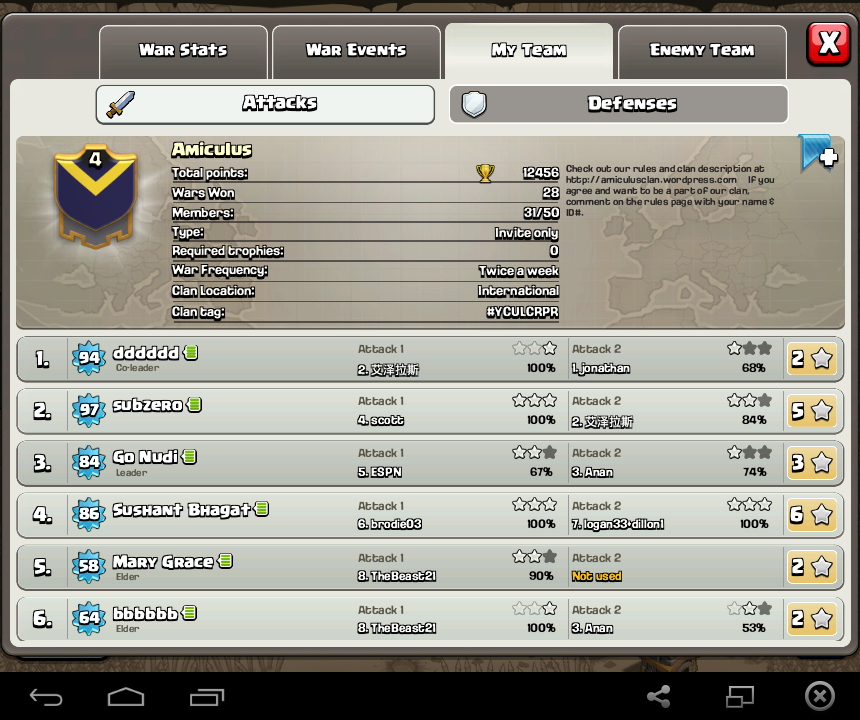 War Stats
War Events
My Team
Enemy Team
X
Attacks
Defenses
4
Amiculus
Total points: 12456
Wars Won 28
Members: 31/50
Type: Invite only
Required trophies: 0
War Frequency: Twice a week
Clan Location: International
Clan tag: #YCULCRPR
Check out our rules and clan description at
http://amiculusclan.wordpress.com If you
agree and want to be a part of our clan,
comment on the rules page with your name &
ID#.
1. 94 dddddd Attack 1 Attack 2 2
Co-leader 2. 艾泽拉斯 100% 1. jonathan 68%
2. 97 subzero Attack 1 Attack 2 5
4. scott 100% 2. 艾泽拉斯 84%
3. 84 Go Nudi Attack 1 Attack 2 3
Leader 5. ESPN 67% 3. Anan 74%
4. 86 Sushant Bhagat Attack 1 Attack 2 6
6. brodie03 100% 7. logan33•dillon1 100%
5. 58 Mary Grace Attack 1 Attack 2 2
Elder 8. TheBeast21 90% Not used
6. 64 bbbbbb Attack 1 Attack 2 2
Elder 8. TheBeast21 100% 3. Anan 53%